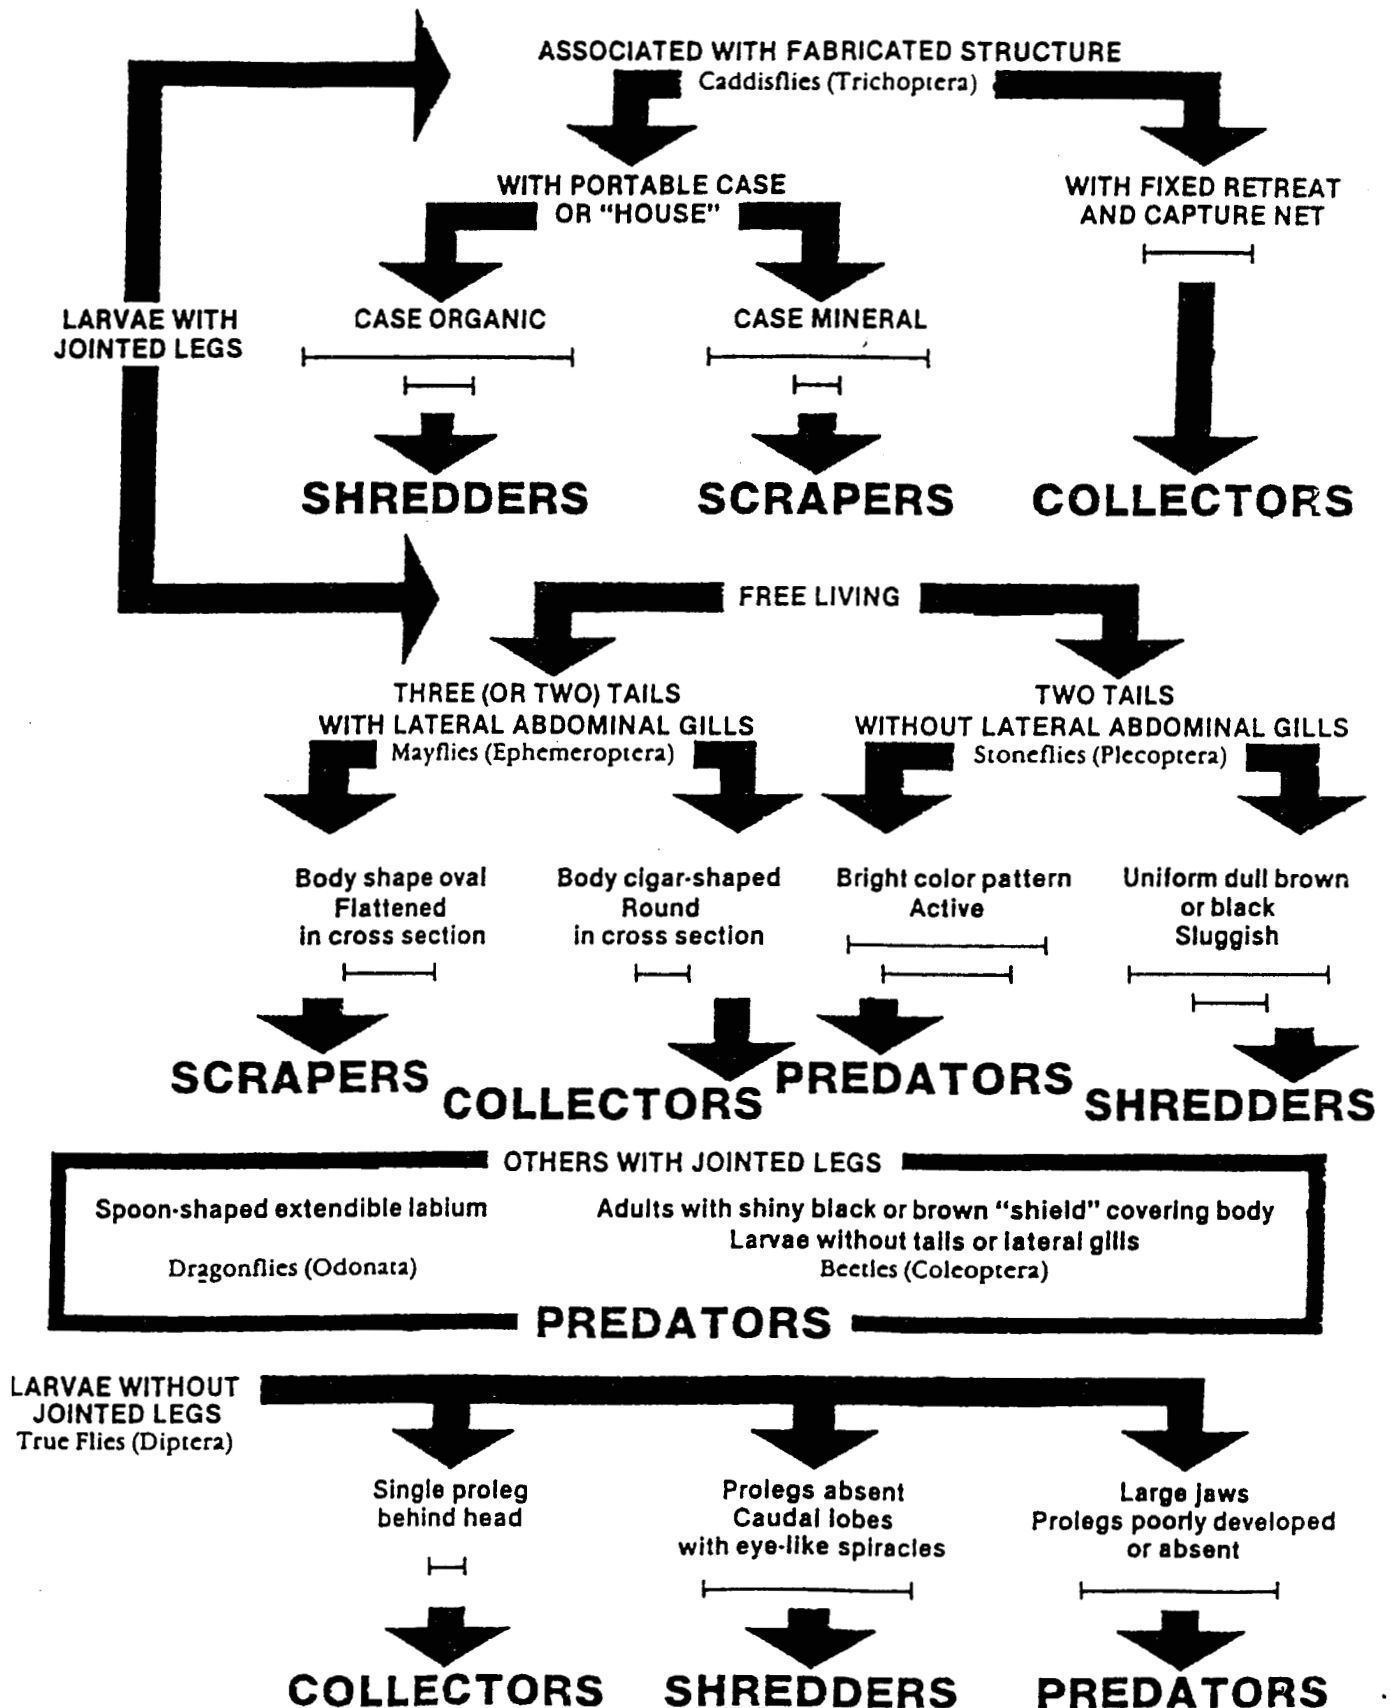 ASSOCIATED WITH FABRICATED STRUCTURE
Caddisflies (Trichoptera)
WITH PORTABLE CASE
OR "HOUSE"
WITH FIXED RETREAT
AND CAPTURE NET
LARVAE WITH
JOINTED LEGS
CASE ORGANIC
CASE MINERAL
SHREDDERS
SCRAPERS
COLLECTORS
FREE LIVING
THREE (OR TWO) TAILS
WITH LATERAL ABDOMINAL GILLS
Mayflies (Ephemeroptera)
TWO TAILS
WITHOUT LATERAL ABDOMINAL GILLS
Stoneflies (Plecoptera)
Body shape oval
Flattened
in cross section
Body cigar-shaped
Round
in cross section
Bright color pattern
Active
Uniform dull brown
or black
Sluggish
SCRAPERS
COLLECTORS
PREDATORS
SHREDDERS
OTHERS WITH JOINTED LEGS
Spoon-shaped extendible labium
Dragonflies (Odonata)
Adults with shiny black or brown "shield" covering body
Larvae without tails or lateral gills
Beetles (Coleoptera)
PREDATORS
LARVAE WITHOUT
JOINTED LEGS
True Flies (Diptera)
Single proleg
behind head
Prolegs absent
Caudal lobes
with eye-like spiracles
Large jaws
Prolegs poorly developed
or absent
COLLECTORS
SHREDDERS
PREDATORS